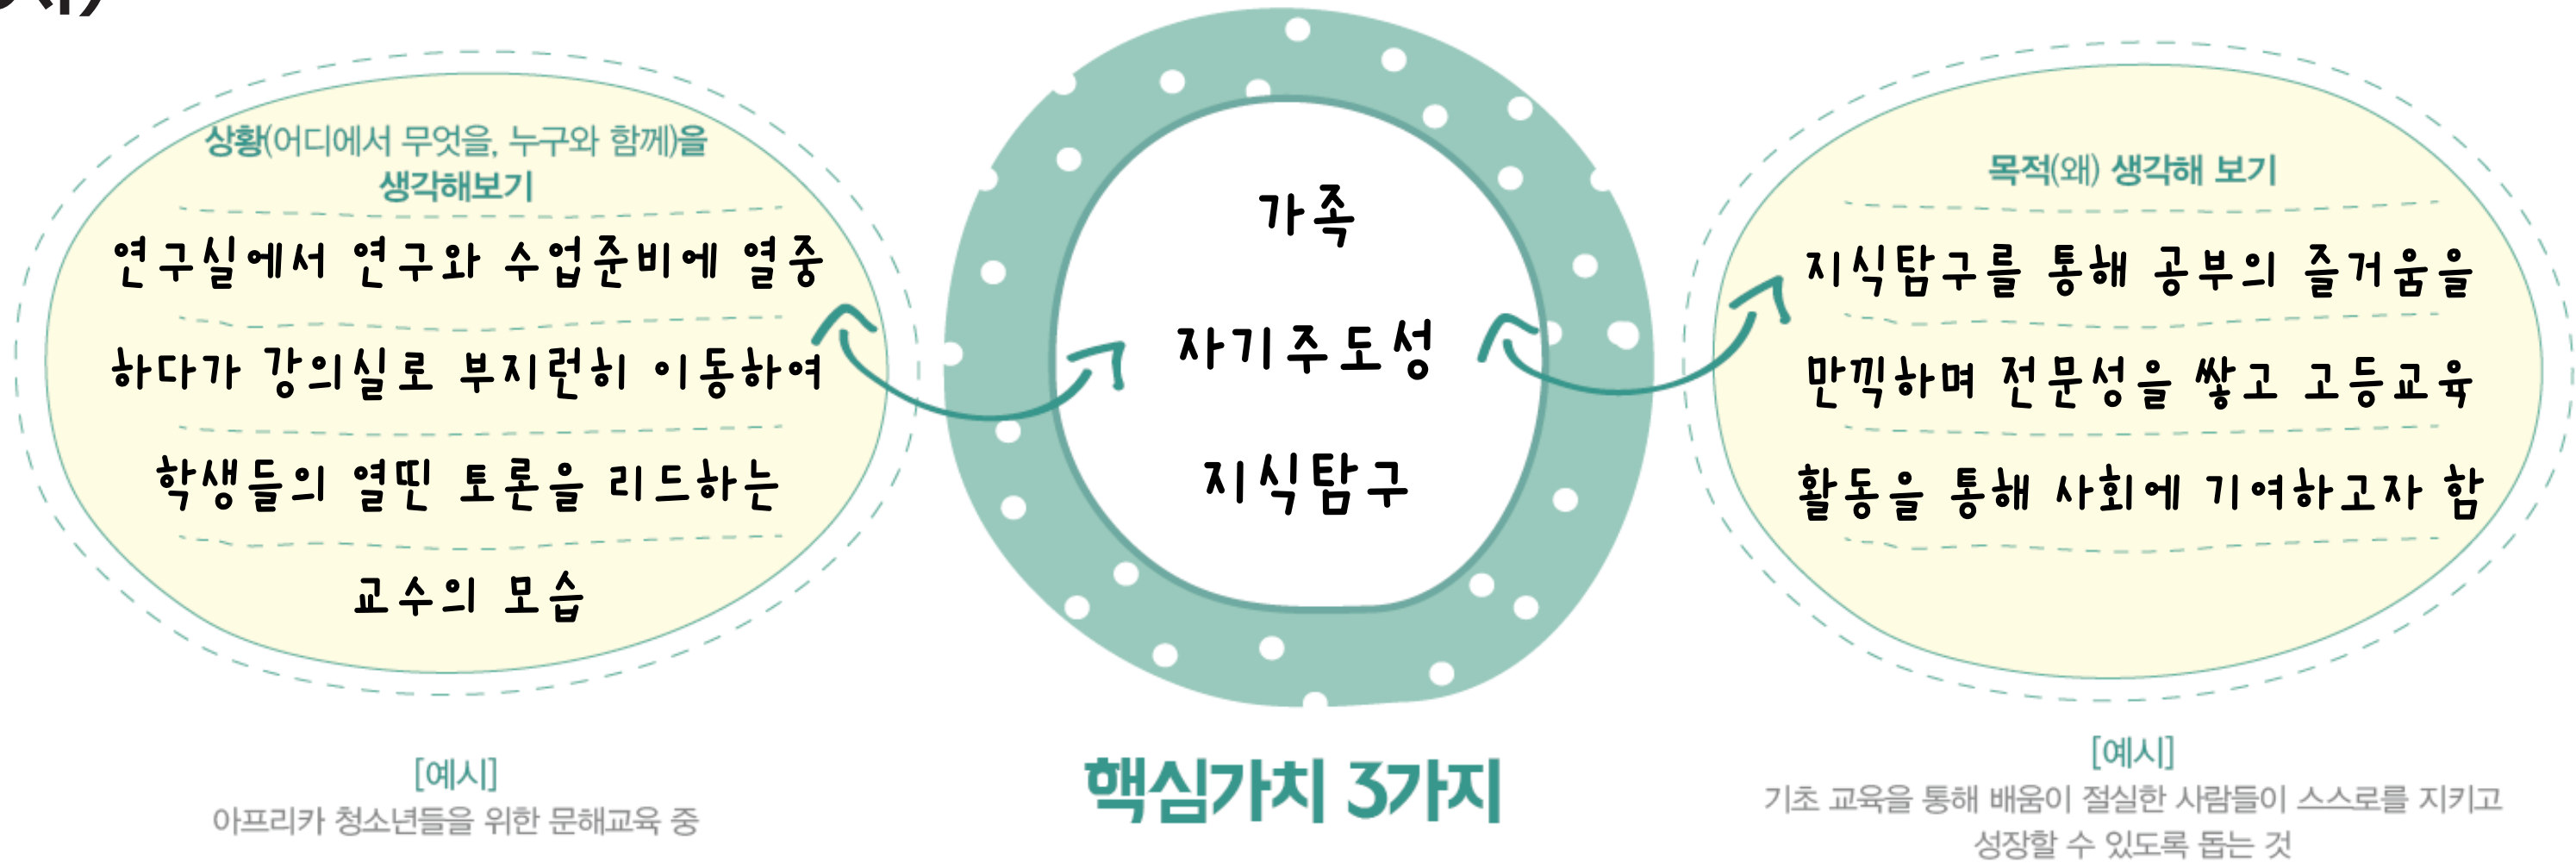 상황(어디에서 무엇을, 누구와 함께)을
생각해보기
연구실에서 연구와 수업준비에 열중
하다가 강의실로 부지런히 이동하여
학생들의 열띤 토론을 리드하는
교수의 모습
[예시]
아프리카 청소년들을 위한 문해교육 중
가족
자기주도성
지식탐구
핵심가치 3가지
목적(왜) 생각해 보기
지식탐구를 통해 공부의 즐거움을
만끽하며 전문성을 쌓고 고등교육
활동을 통해 사회에 기여하고자 함
[예시]
기초 교육을 통해 배움이 절실한 사람들이 스스로를 지키고
성장할 수 있도록 돕는 것